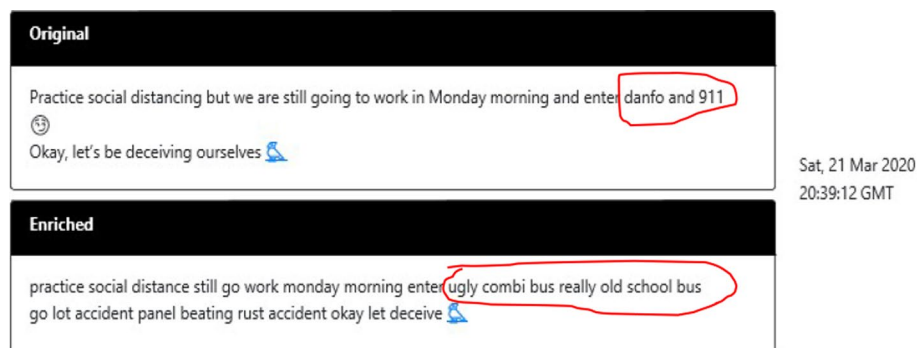 Original
Practice social distancing but we are still going to work in Monday morning and enter danfo and 911
😏
Okay, let's be deceiving ourselves
Sat, 21 Mar 2020
20:39:12 GMT
Enriched
practice social distance still go work monday morning enter ugly combi bus really old school bus
go lot accident panel beating rust accident okay let deceive